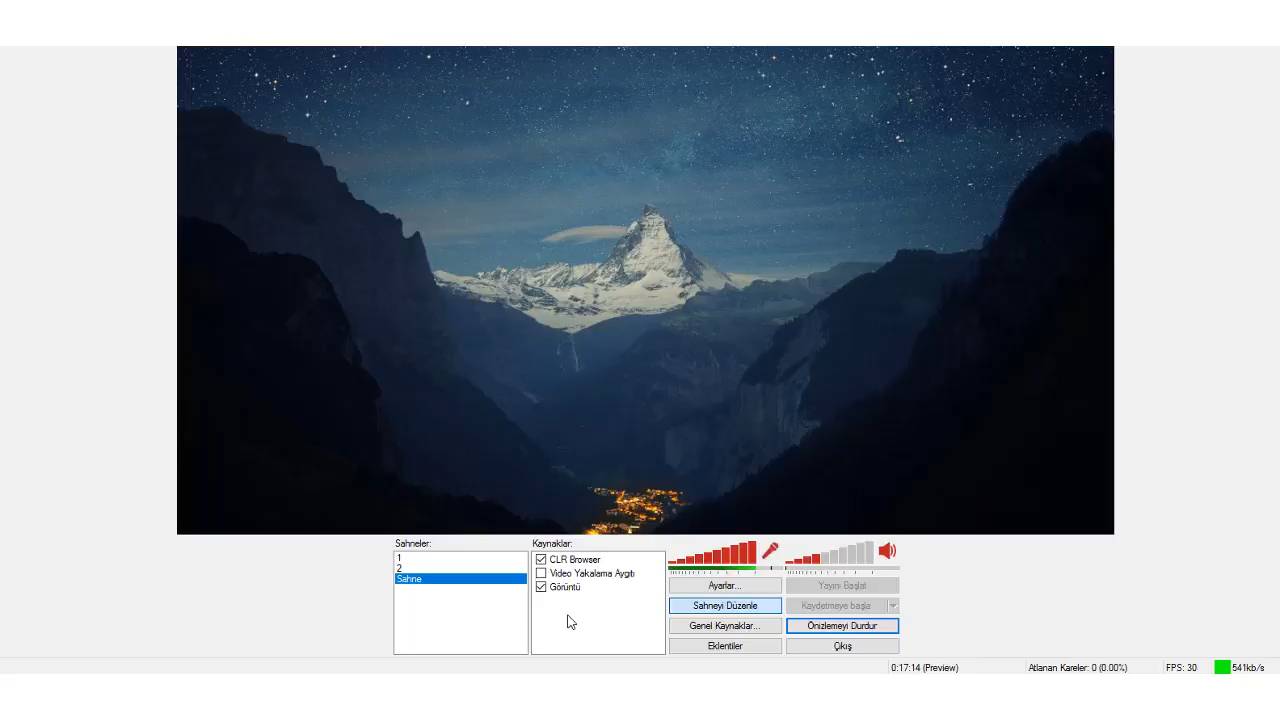 Sahneler:
1
2
Sahne
Kaynaklar:
CLR Browser
Video Yakalama Aygıtı
Görüntü
Ayarlar...
Yayını Başlat
Sahneyi Düzenle
Kaydetmeye başla
Genel Kaynaklar...
Önizlemeyi Durdur
Eklentiler
Çıkış
0:17:14 (Preview)
Atlanan Kareler: 0 (0.00%)
FPS: 30
541kb/s